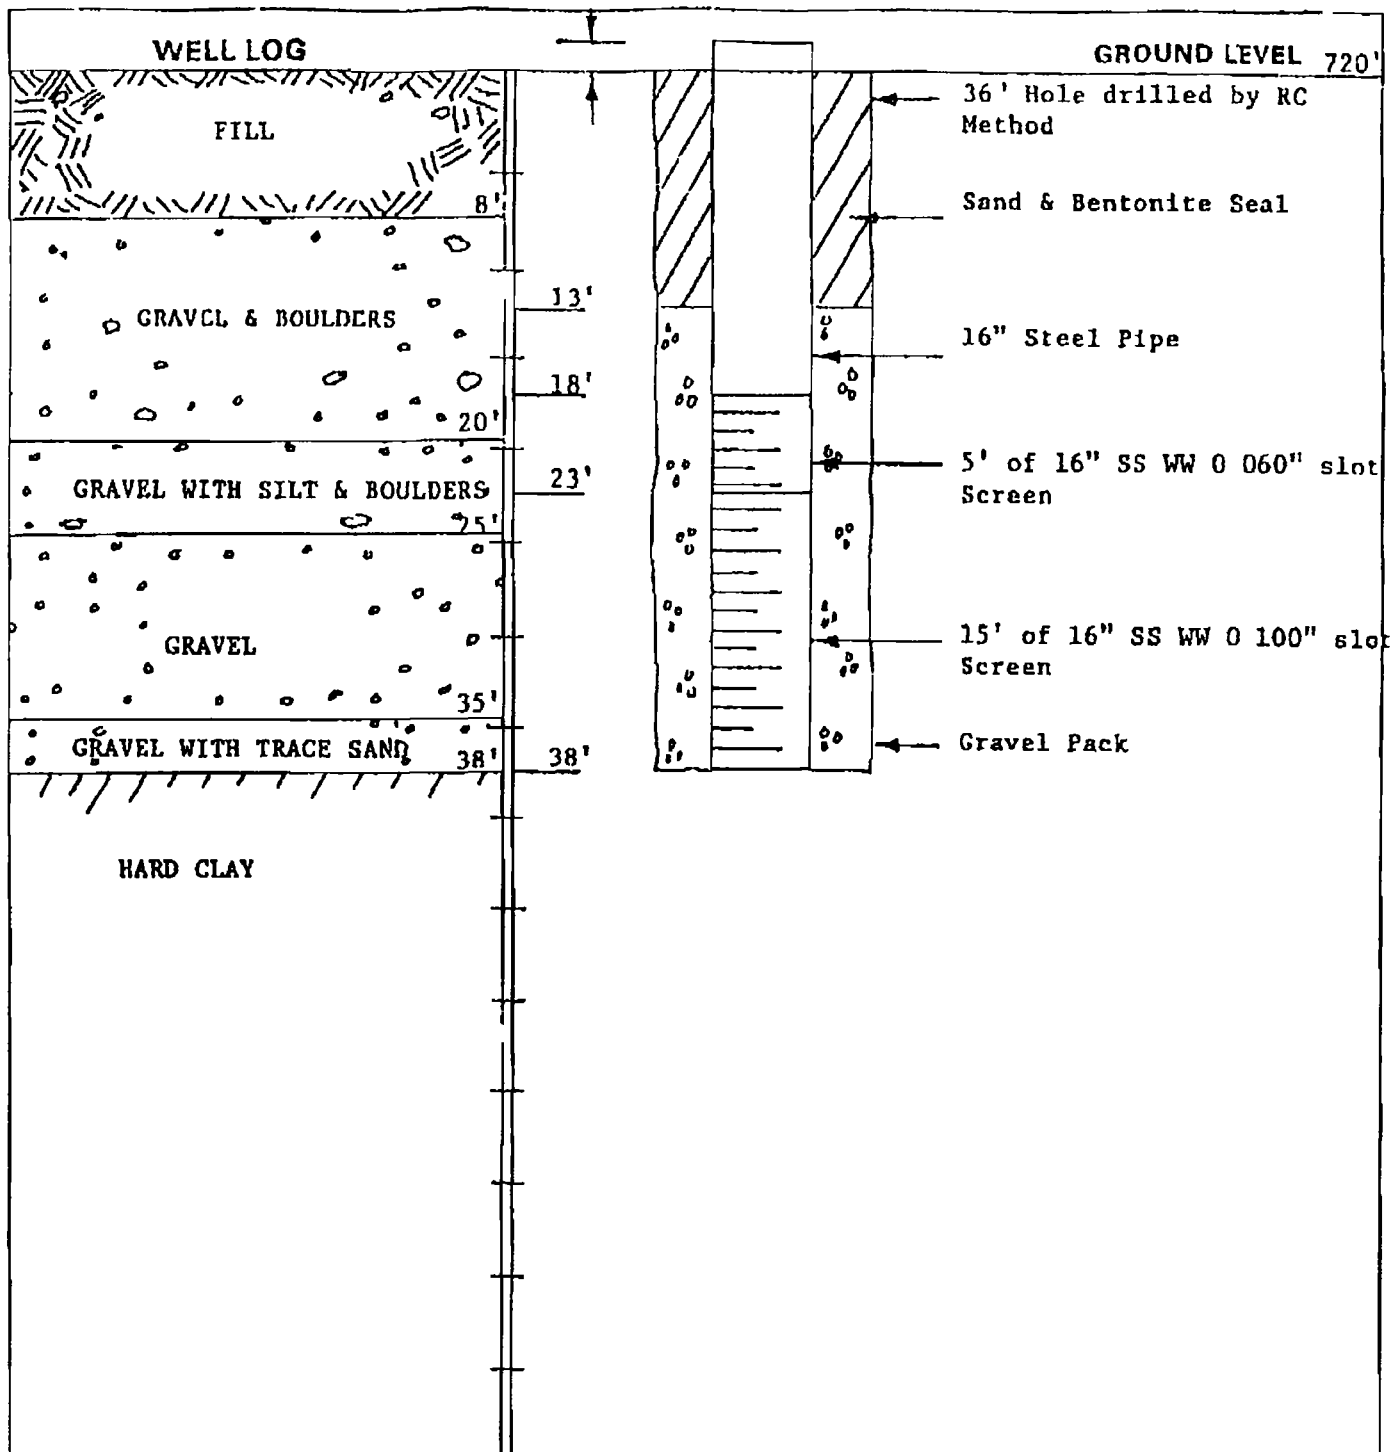 WELL LOG
GROUND LEVEL 720'
FILL
8'
GRAVEL & BOULDERS
20'
GRAVEL WITH SILT & BOULDERS
25'
GRAVEL
35'
GRAVEL WITH TRACE SAND
38'
HARD CLAY
13'
18'
23'
38'
36' Hole drilled by RC
Method
Sand & Bentonite Seal
16" Steel Pipe
5' of 16" SS WW 0 060" slot
Screen
15' of 16" SS WW 0 100" slot
Screen
Gravel Pack